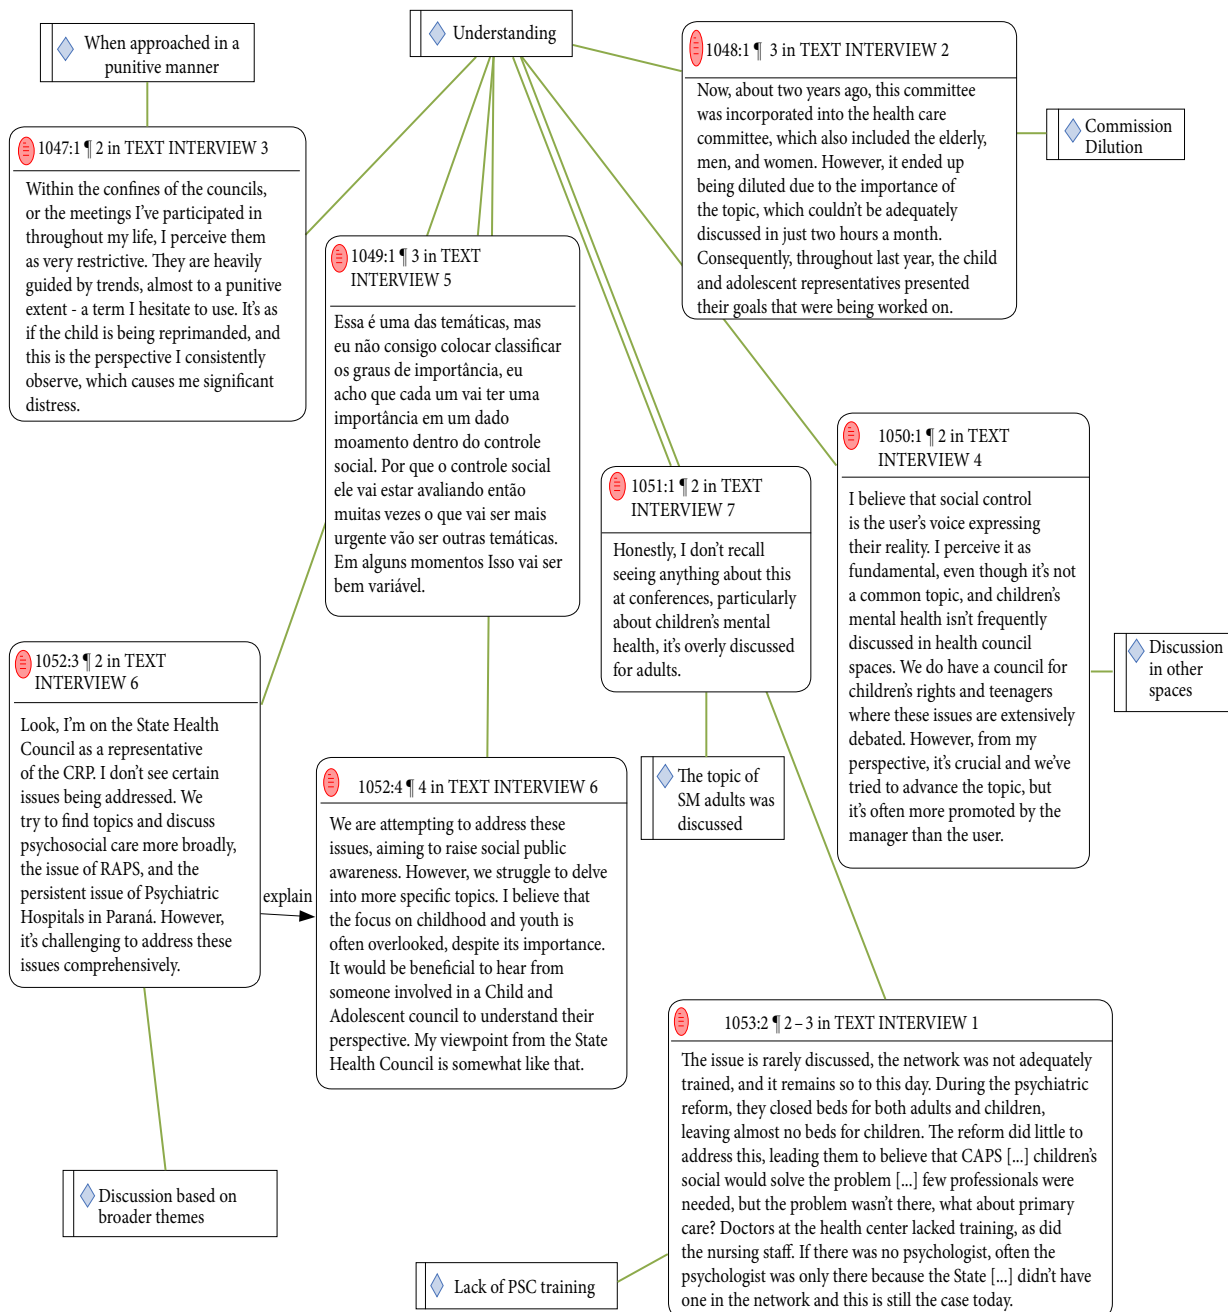 When approached in a
punitive manner
Understanding
1048:1 ¶ 3 in TEXT INTERVIEW 2
Now, about two years ago, this committee
was incorporated into the health care
committee, which also included the elderly,
men, and women. However, it ended up
being diluted due to the importance of
the topic, which couldn't be adequately
discussed in just two hours a month.
Consequently, throughout last year, the child
and adolescent representatives presented
their goals that were being worked on.
Commission
Dilution
1047:1 ¶ 2 in TEXT INTERVIEW 3
Within the confines of the councils,
or the meetings I've participated in
throughout my life, I perceive them
as very restrictive. They are heavily
guided by trends, almost to a punitive
extent - a term I hesitate to use. It's as
if the child is being reprimanded, and
this is the perspective I consistently
observe, which causes me significant
distress.
1049:1 ¶ 3 in TEXT
INTERVIEW 5
Essa é uma das temáticas, mas
eu não consigo colocar classificar
os graus de importância, eu
acho que cada um vai ter uma
importância em um dado
moamento dentro do controle
social. Por que o controle social
ele vai estar avaliando então
muitas vezes o que vai ser mais
urgente vão ser outras temáticas.
Em alguns momentos Isso vai ser
bem variável.
1051:1 ¶ 2 in TEXT
INTERVIEW 7
Honestly, I don't recall
seeing anything about this
at conferences, particularly
about children's mental
health, it's overly discussed
for adults.
1050:1 ¶ 2 in TEXT
INTERVIEW 4
I believe that social control
is the user's voice expressing
their reality. I perceive it as
fundamental, even though it's not
a common topic, and children's
mental health isn't frequently
discussed in health council
spaces. We do have a council for
children's rights and teenagers
where these issues are extensively
debated. However, from my
perspective, it's crucial and we've
tried to advance the topic, but
it's often more promoted by the
manager than the user.
Discussion
in other
spaces
1052:3 ¶ 2 in TEXT
INTERVIEW 6
Look, I'm on the State Health
Council as a representative
of the CRP. I don't see certain
issues being addressed. We
try to find topics and discuss
psychosocial care more broadly,
the issue of RAPS, and the
persistent issue of Psychiatric
Hospitals in Paraná. However,
it's challenging to address these
issues comprehensively.
explain
1052:4 ¶ 4 in TEXT INTERVIEW 6
We are attempting to address these
issues, aiming to raise social public
awareness. However, we struggle to delve
into more specific topics. I believe that
the focus on childhood and youth is
often overlooked, despite its importance.
It would be beneficial to hear from
someone involved in a Child and
Adolescent council to understand their
perspective. My viewpoint from the State
Health Council is somewhat like that.
The topic of
SM adults was
discussed
1053:2 ¶ 2 – 3 in TEXT INTERVIEW 1
The issue is rarely discussed, the network was not adequately
trained, and it remains so to this day. During the psychiatric
reform, they closed beds for both adults and children,
leaving almost no beds for children. The reform did little to
address this, leading them to believe that CAPS [...] children's
social would solve the problem [...] few professionals were
needed, but the problem wasn't there, what about primary
care? Doctors at the health center lacked training, as did
the nursing staff. If there was no psychologist, often the
psychologist was only there because the State [...] didn't have
one in the network and this is still the case today.
Discussion based on
broader themes
Lack of PSC training